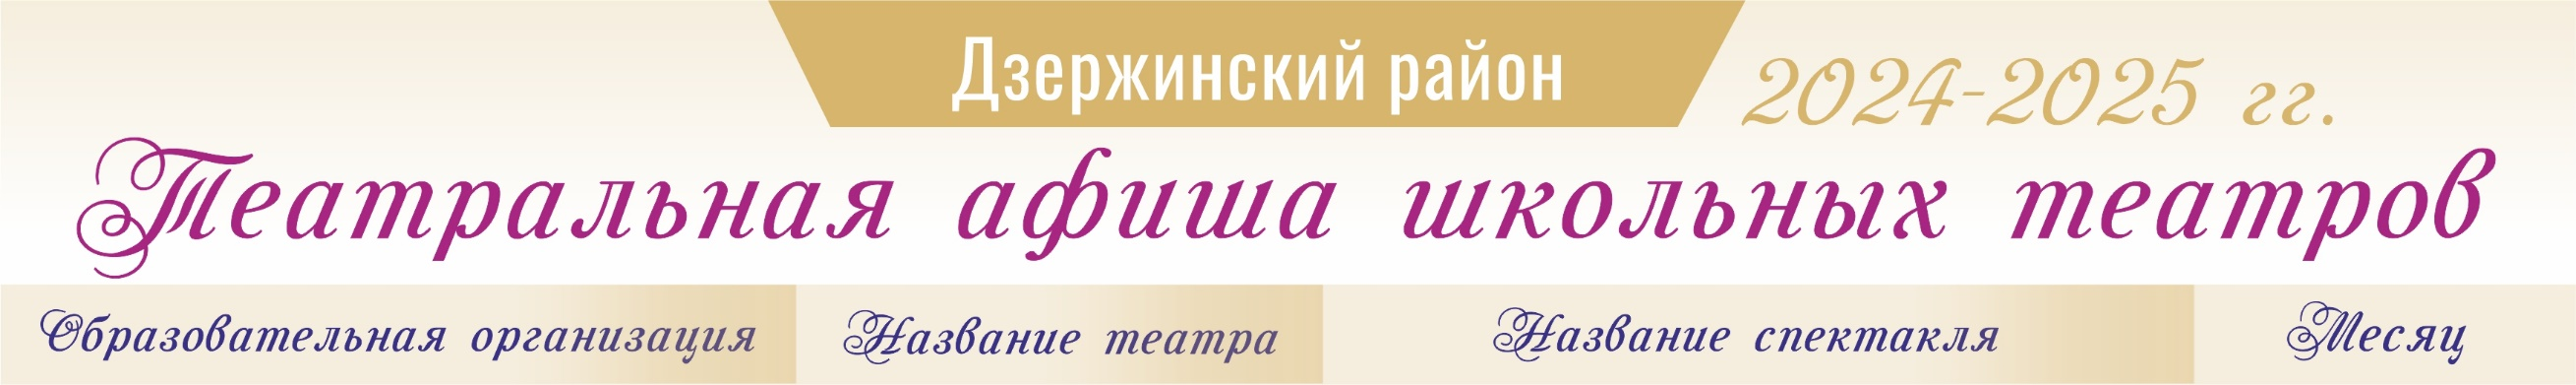 Дзержинский район
2024-2025 гг.
Театральная афиша школьных театров
Образовательная организация
Название театра
Название спектакля
Месяц